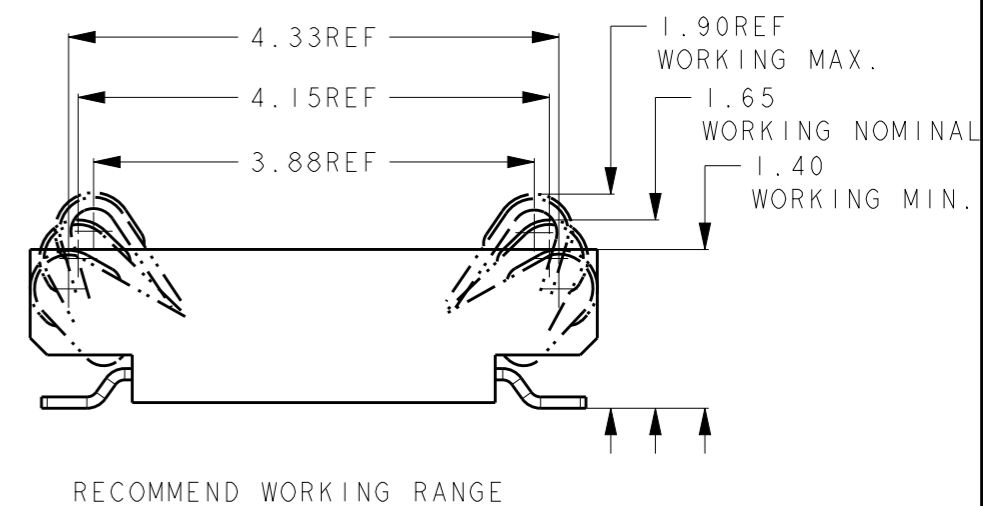 4.33REF
1.90REF
WORKING MAX.
4.15REF
1.65
WORKING NOMINAL
3.88REF
1.40
WORKING MIN.
RECOMMEND WORKING RANGE